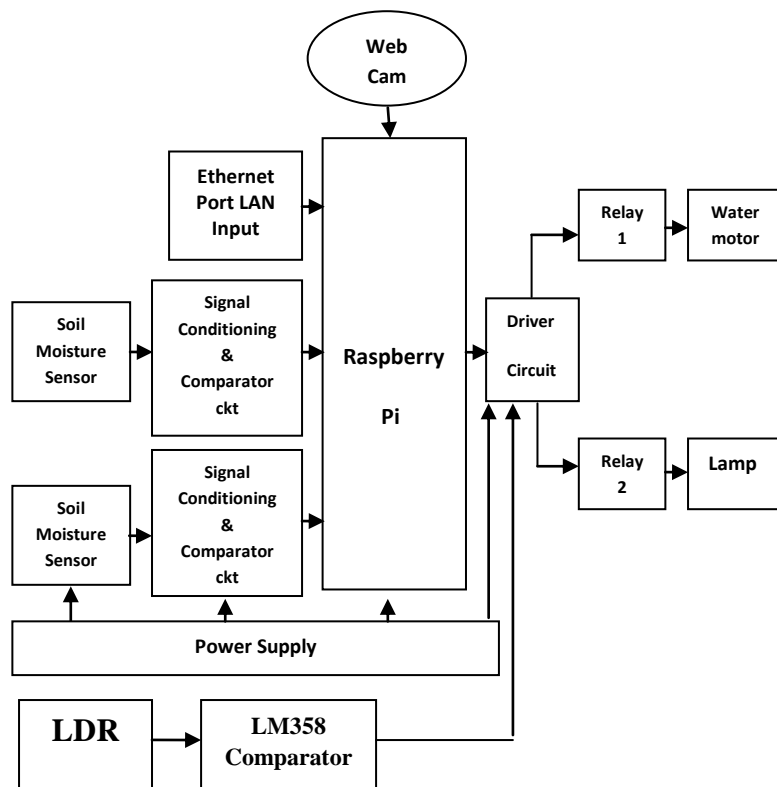 Web
Cam
Ethernet
Port LAN
Input
Relay
1
Water
motor
Soil
Moisture
Sensor
Signal
Conditioning
&
Comparator
ckt
Raspberry
Pi
Driver
Circuit
Soil
Moisture
Sensor
Signal
Conditioning
&
Comparator
ckt
Relay
2
Lamp
Power Supply
LDR
LM358
Comparator